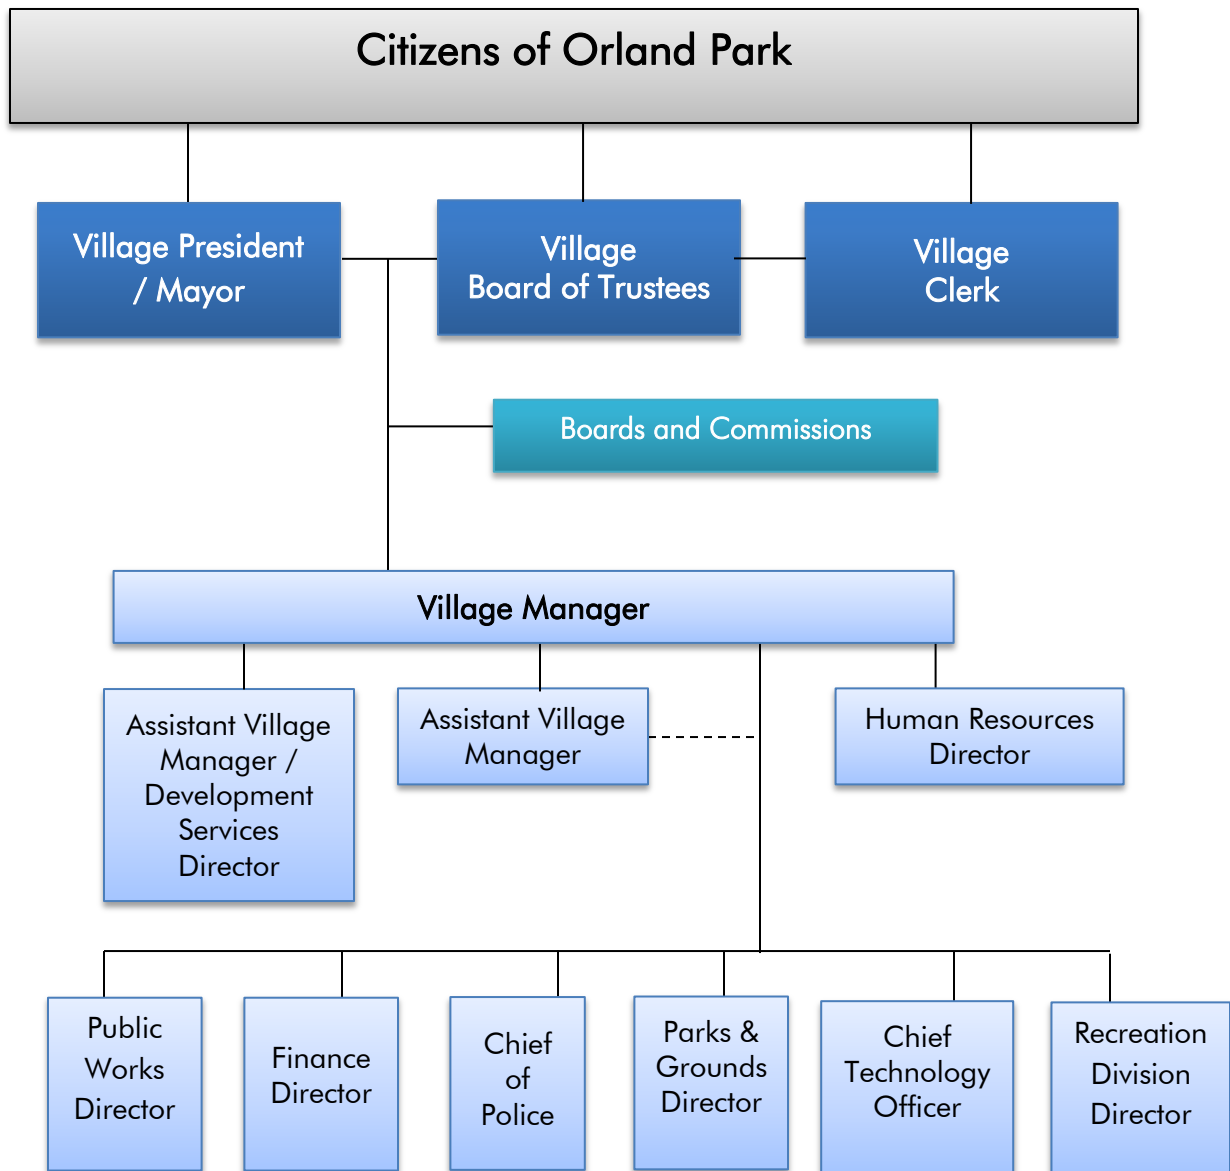 Citizens of Orland Park
Village President
/ Mayor
Village
Board of Trustees
Village
Clerk
Boards and Commissions
Village Manager
Assistant Village
Manager /
Development
Services
Director
Assistant Village
Manager
Human Resources
Director
Public
Works
Director
Finance
Director
Chief
of
Police
Parks &
Grounds
Director
Chief
Technology
Officer
Recreation
Division
Director